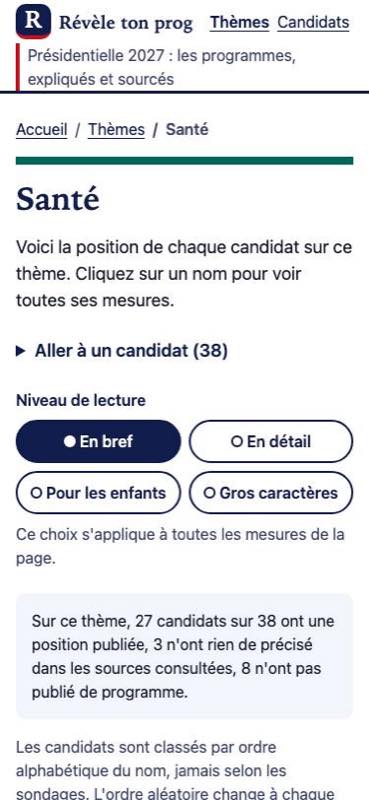 R Révèle ton prog Thèmes Candidats
Présidentielle 2027 : les programmes,
expliqués et sourcés
Accueil / Thèmes / Santé
Santé
Voici la position de chaque candidat sur ce
thème. Cliquez sur un nom pour voir
toutes ses mesures.
Aller à un candidat (38)
Niveau de lecture
En bref
En détail
Pour les enfants
Gros caractères
Ce choix s'applique à toutes les mesures de la
page.
Sur ce thème, 27 candidats sur 38 ont une
position publiée, 3 n'ont rien de précisé
dans les sources consultées, 8 n'ont pas
publié de programme.
Les candidats sont classés par ordre
alphabétique du nom, jamais selon les
sondages. L'ordre aléatoire change à chaque